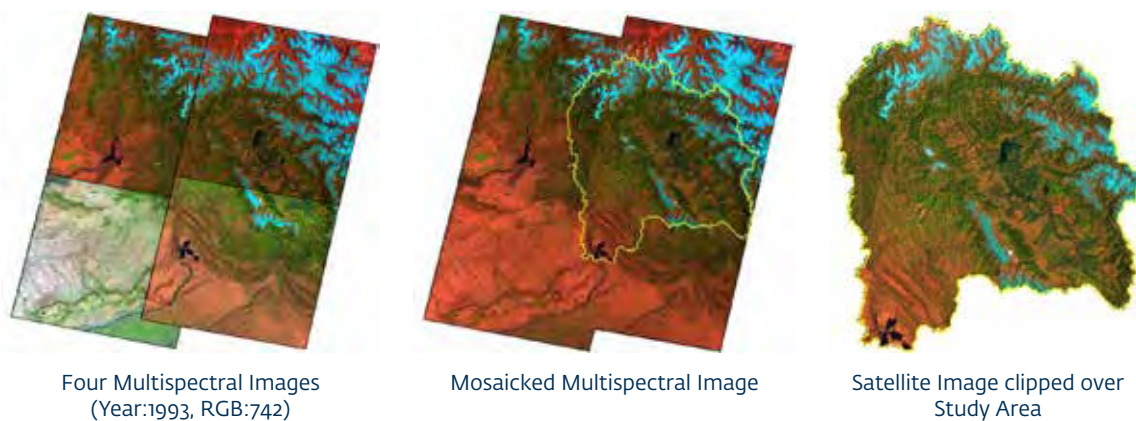 Four Multispectral Images
(Year:1993, RGB:742)
Mosaicked Multispectral Image
Satellite Image clipped over
Study Area